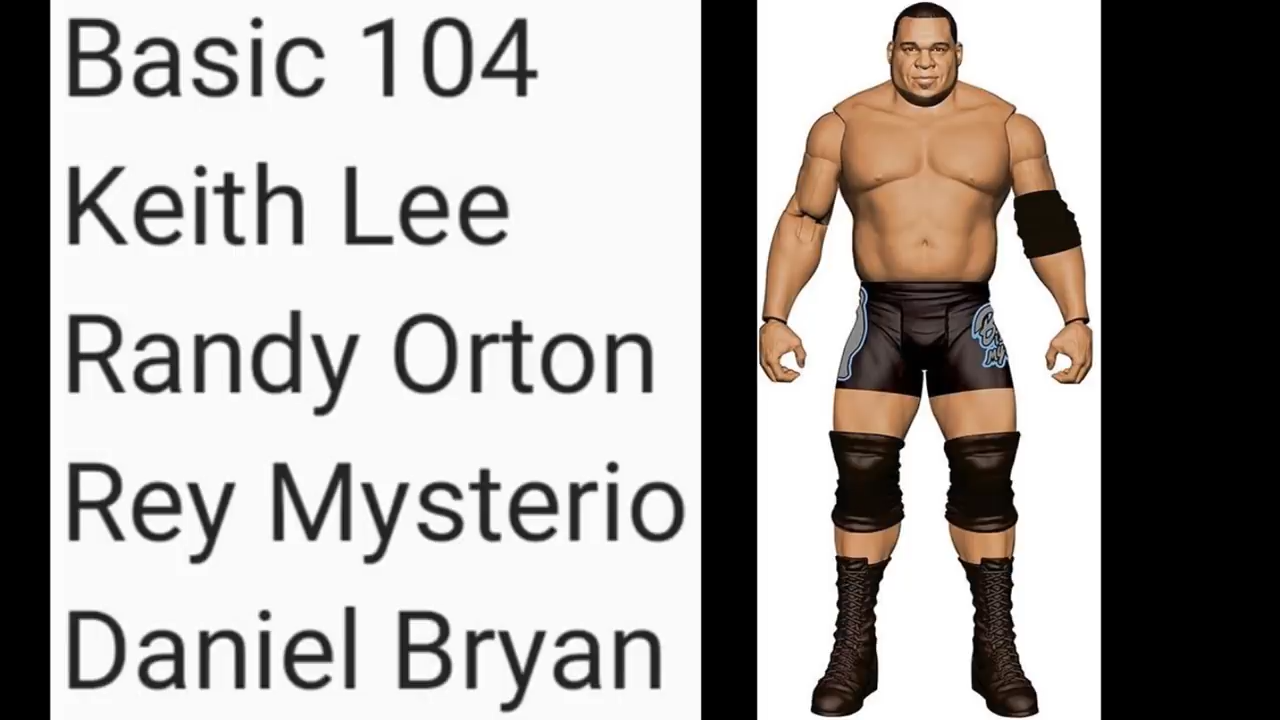 Basic 104
Keith Lee
Randy Orton
Rey Mysterio
Daniel Bryan